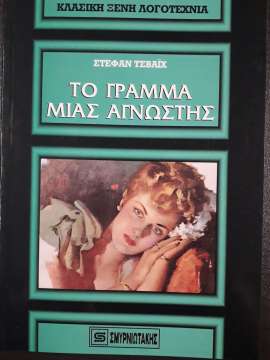 ΚΛΑΣΙΚΗ ΞΕΝΗ ΛΟΓΟΤΕΧΝΙΑ
ΣΤΕΦΑΝ ΤΣΒΑΪΧ
ΤΟ ΓΡΑΜΜΑ
ΜΙΑΣ ΑΓΝΩΣΤΗΣ
ΣΜΥΡΝΙΩΤΑΚΗΣ